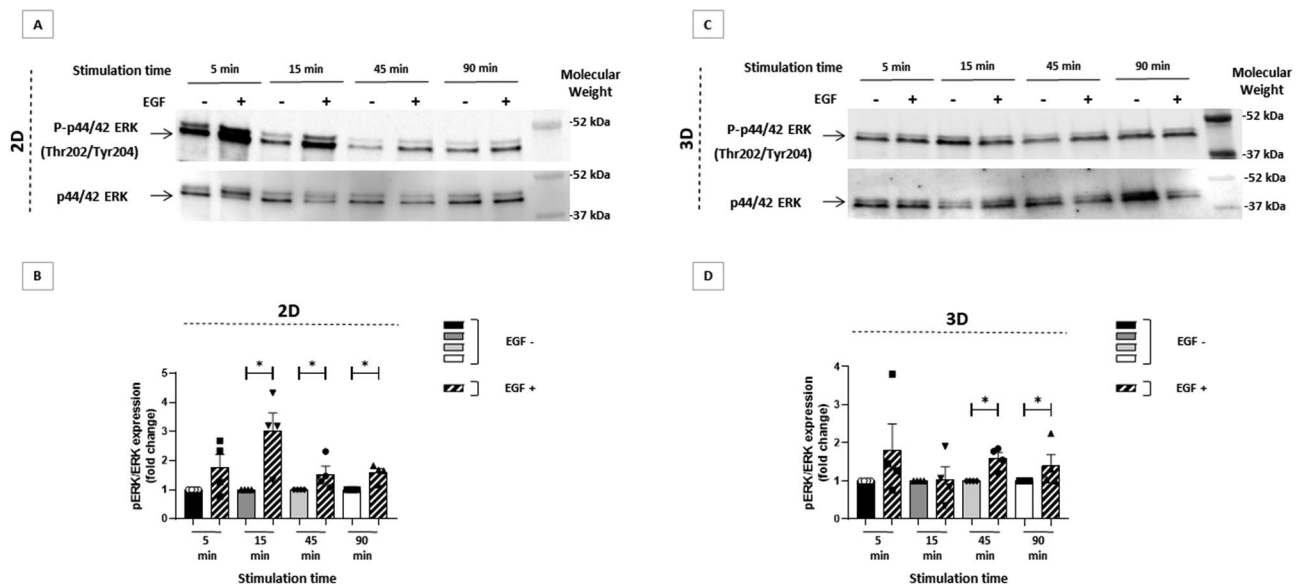 A
2D
Stimulation time
5 min
15 min
45 min
90 min
Molecular
Weight
EGF
- + - + - + - +
P-p44/42 ERK
(Thr202/Tyr204)
-52 kDa
p44/42 ERK
-52 kDa
-37 kDa
B
2D
EGF -
EGF +
pERK/ERK expression
(fold change)
5
4
3
2
1
0
* * *
5
min
15
min
45
min
90
min
Stimulation time
C
3D
Stimulation time
5 min
15 min
45 min
90 min
Molecular
Weight
EGF
- + - + - + - +
P-p44/42 ERK
(Thr202/Tyr204)
-52 kDa
-37 kDa
p44/42 ERK
-52 kDa
-37 kDa
D
3D
EGF -
EGF +
pERK/ERK expression
(fold change)
4
3
2
1
0
* *
5
min
15
min
45
min
90
min
Stimulation time